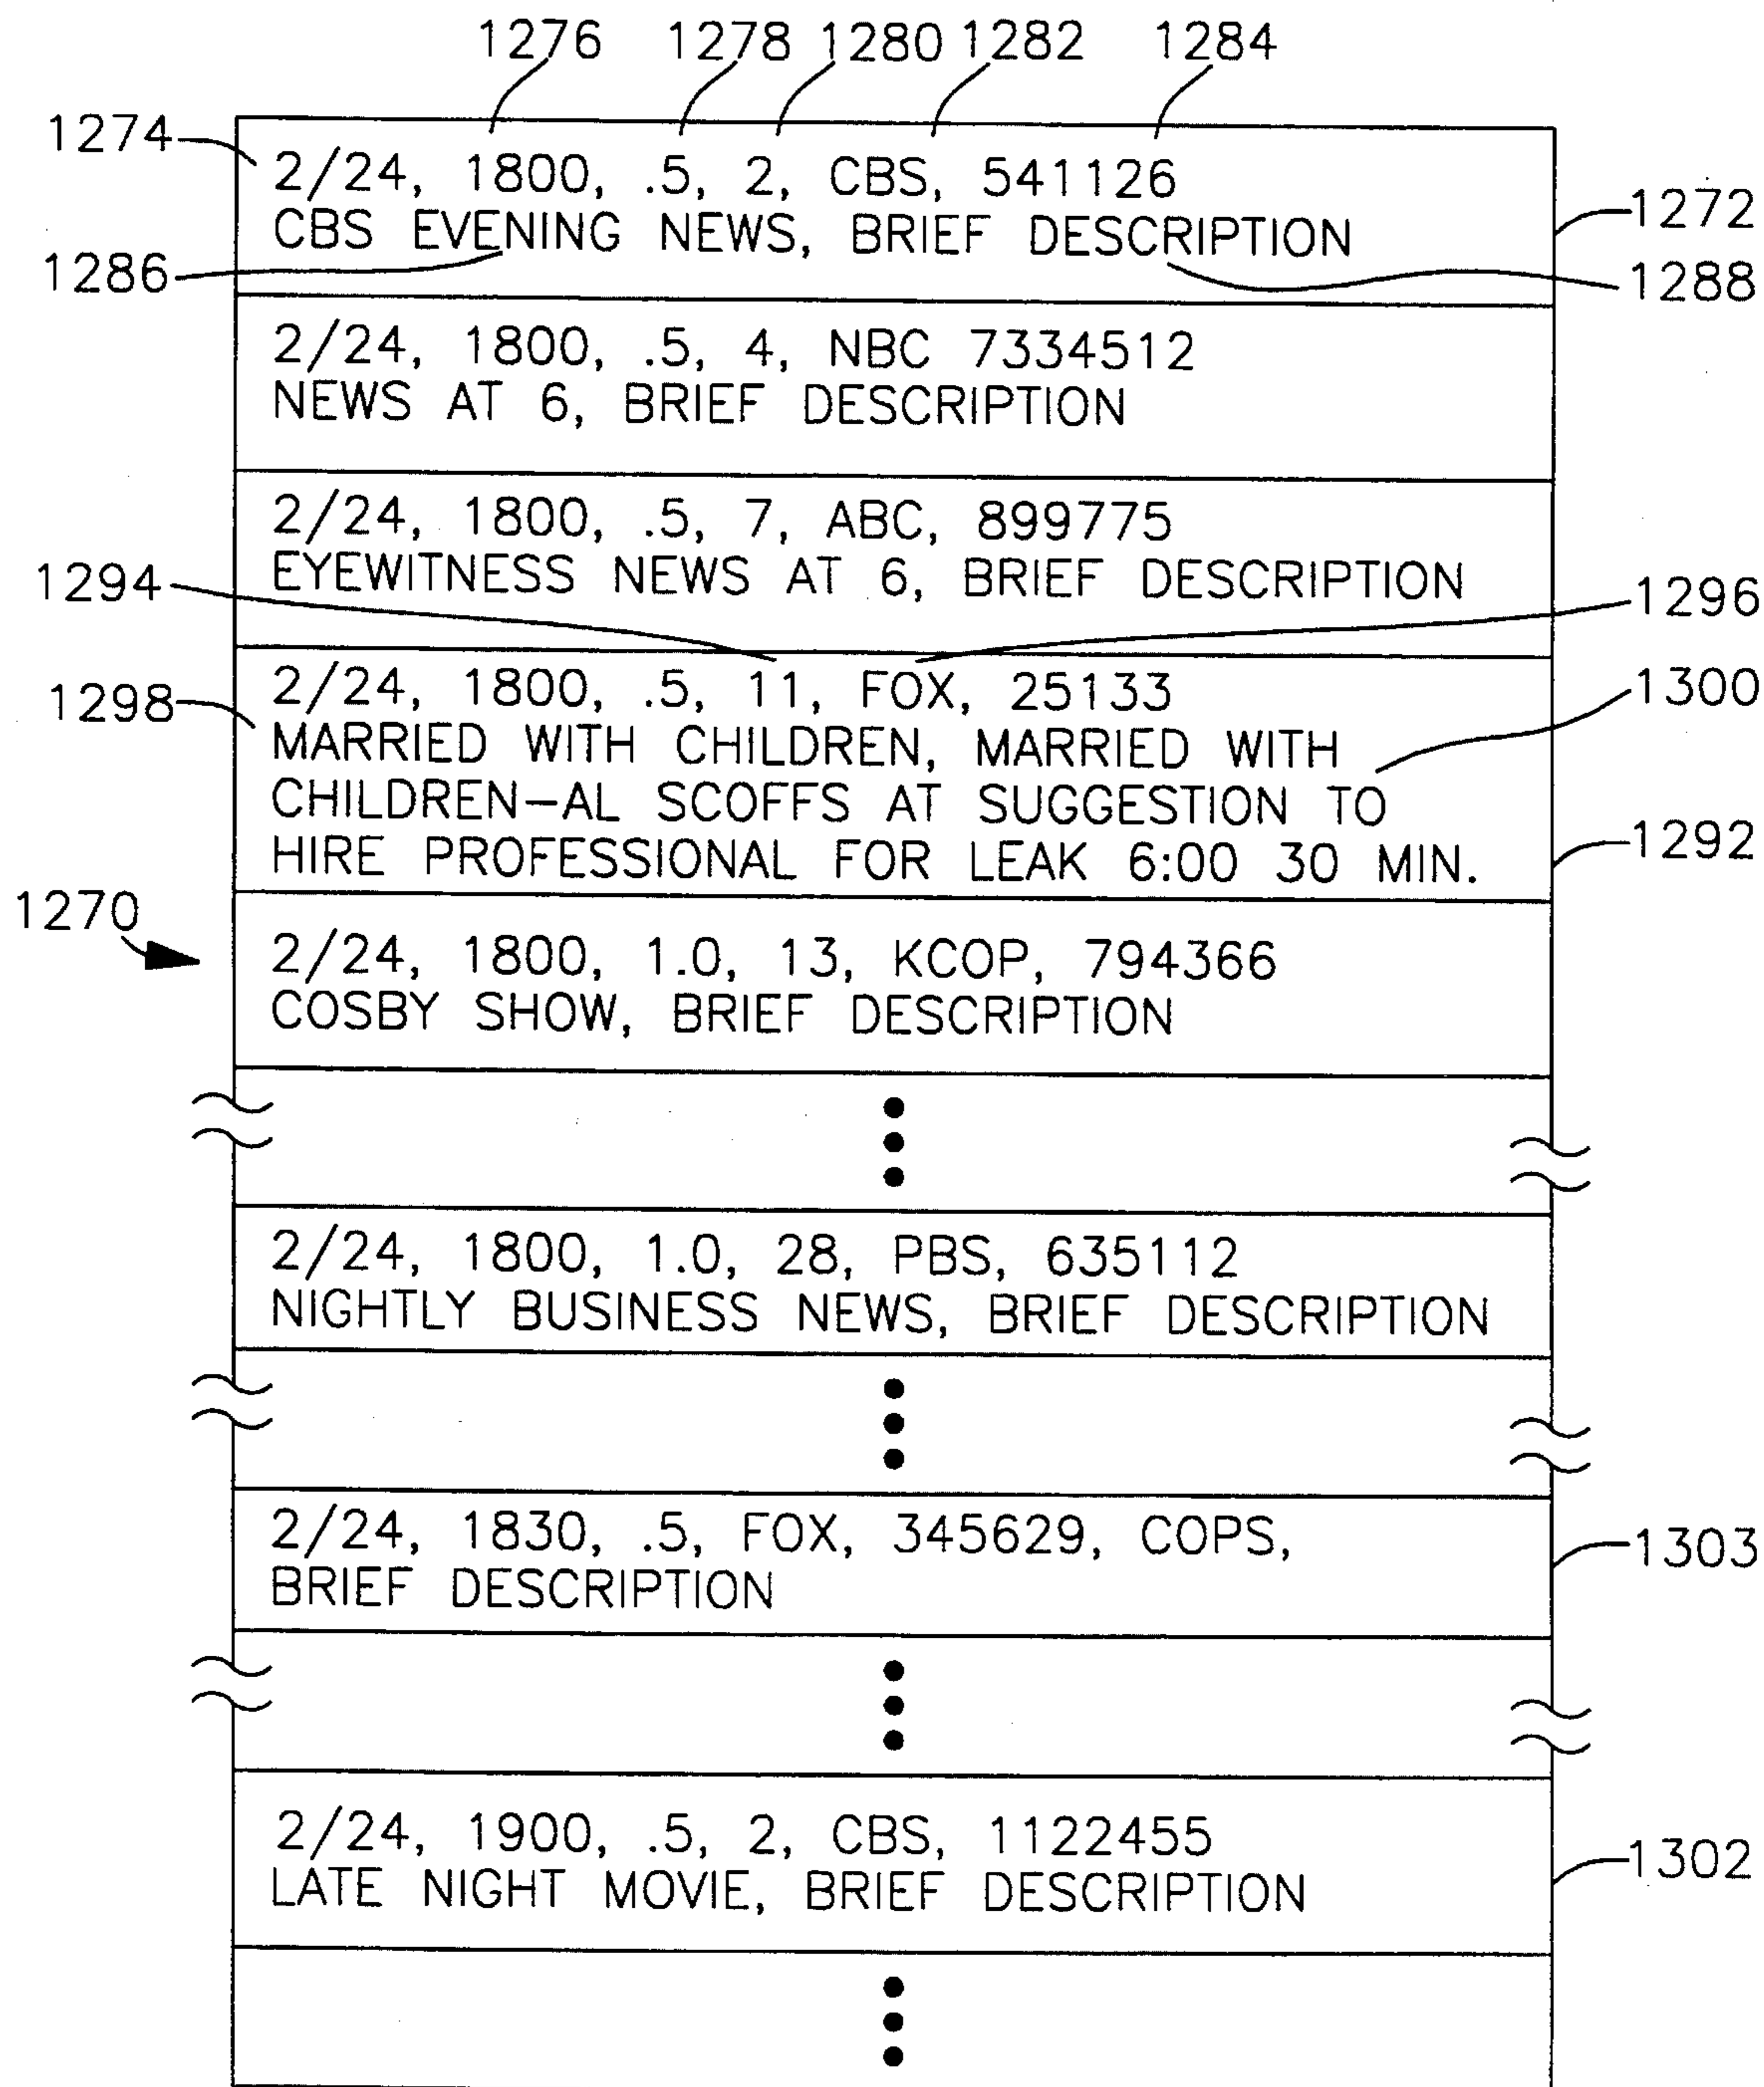 1276 1278 1280 1282 1284
1274
2/24, 1800, .5, 2, CBS, 541126
1272
CBS EVENING NEWS, BRIEF DESCRIPTION
1286
1288
2/24, 1800, .5, 4, NBC 7334512
NEWS AT 6, BRIEF DESCRIPTION
2/24, 1800, .5, 7, ABC, 899775
EYEWITNESS NEWS AT 6, BRIEF DESCRIPTION
1294
1296
2/24, 1800, .5, 11, FOX, 25133
1300
1298
MARRIED WITH CHILDREN, MARRIED WITH
CHILDREN-AL SCOFFS AT SUGGESTION TO
HIRE PROFESSIONAL FOR LEAK 6:00 30 MIN.
1292
1270
2/24, 1800, 1.0, 13, KCOP, 794366
COSBY SHOW, BRIEF DESCRIPTION
2/24, 1800, 1.0, 28, PBS, 635112
NIGHTLY BUSINESS NEWS, BRIEF DESCRIPTION
2/24, 1830, .5, FOX, 345629, COPS,
1303
BRIEF DESCRIPTION
2/24, 1900, .5, 2, CBS, 1122455
1302
LATE NIGHT MOVIE, BRIEF DESCRIPTION